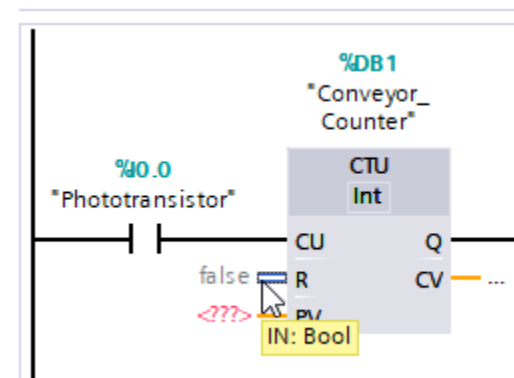 %DB1
"Conveyor_
Counter"
%I0.0
"Phototransistor"
CTU
Int
CU
Q
false
R
CV
...
<???>
PV
IN: Bool